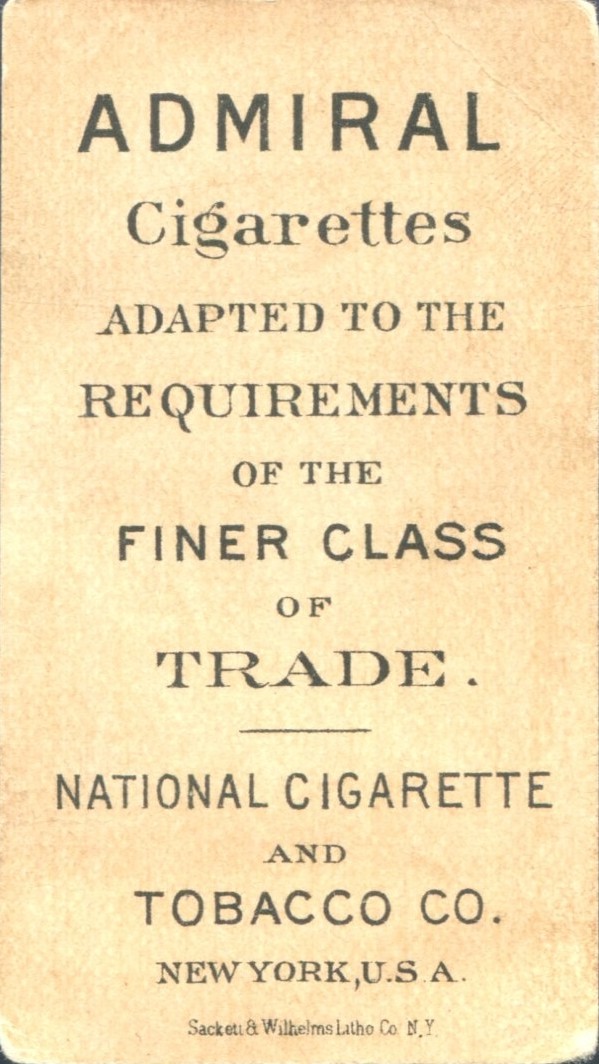 ADMIRAL
Cigarettes
ADAPTED TO THE
REQUIREMENTS
OF THE
FINER CLASS
OF
TRADE.
NATIONAL CIGARETTE
AND
TOBACCO CO.
NEW YORK, U.S.A.
Sackett & Wilhelms Litho Co. N.Y.